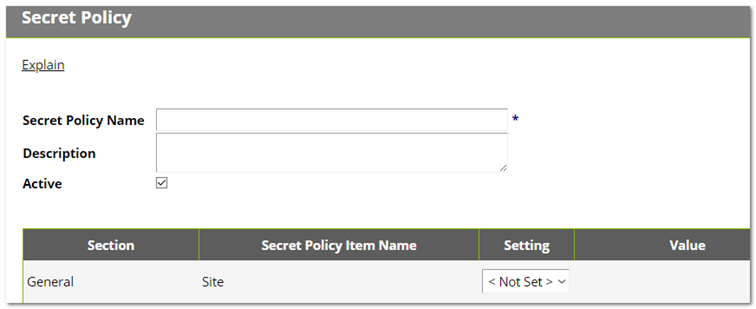 Secret Policy
Explain
Secret Policy Name *
Description
Active
Section Secret Policy Item Name Setting Value
General Site < Not Set >